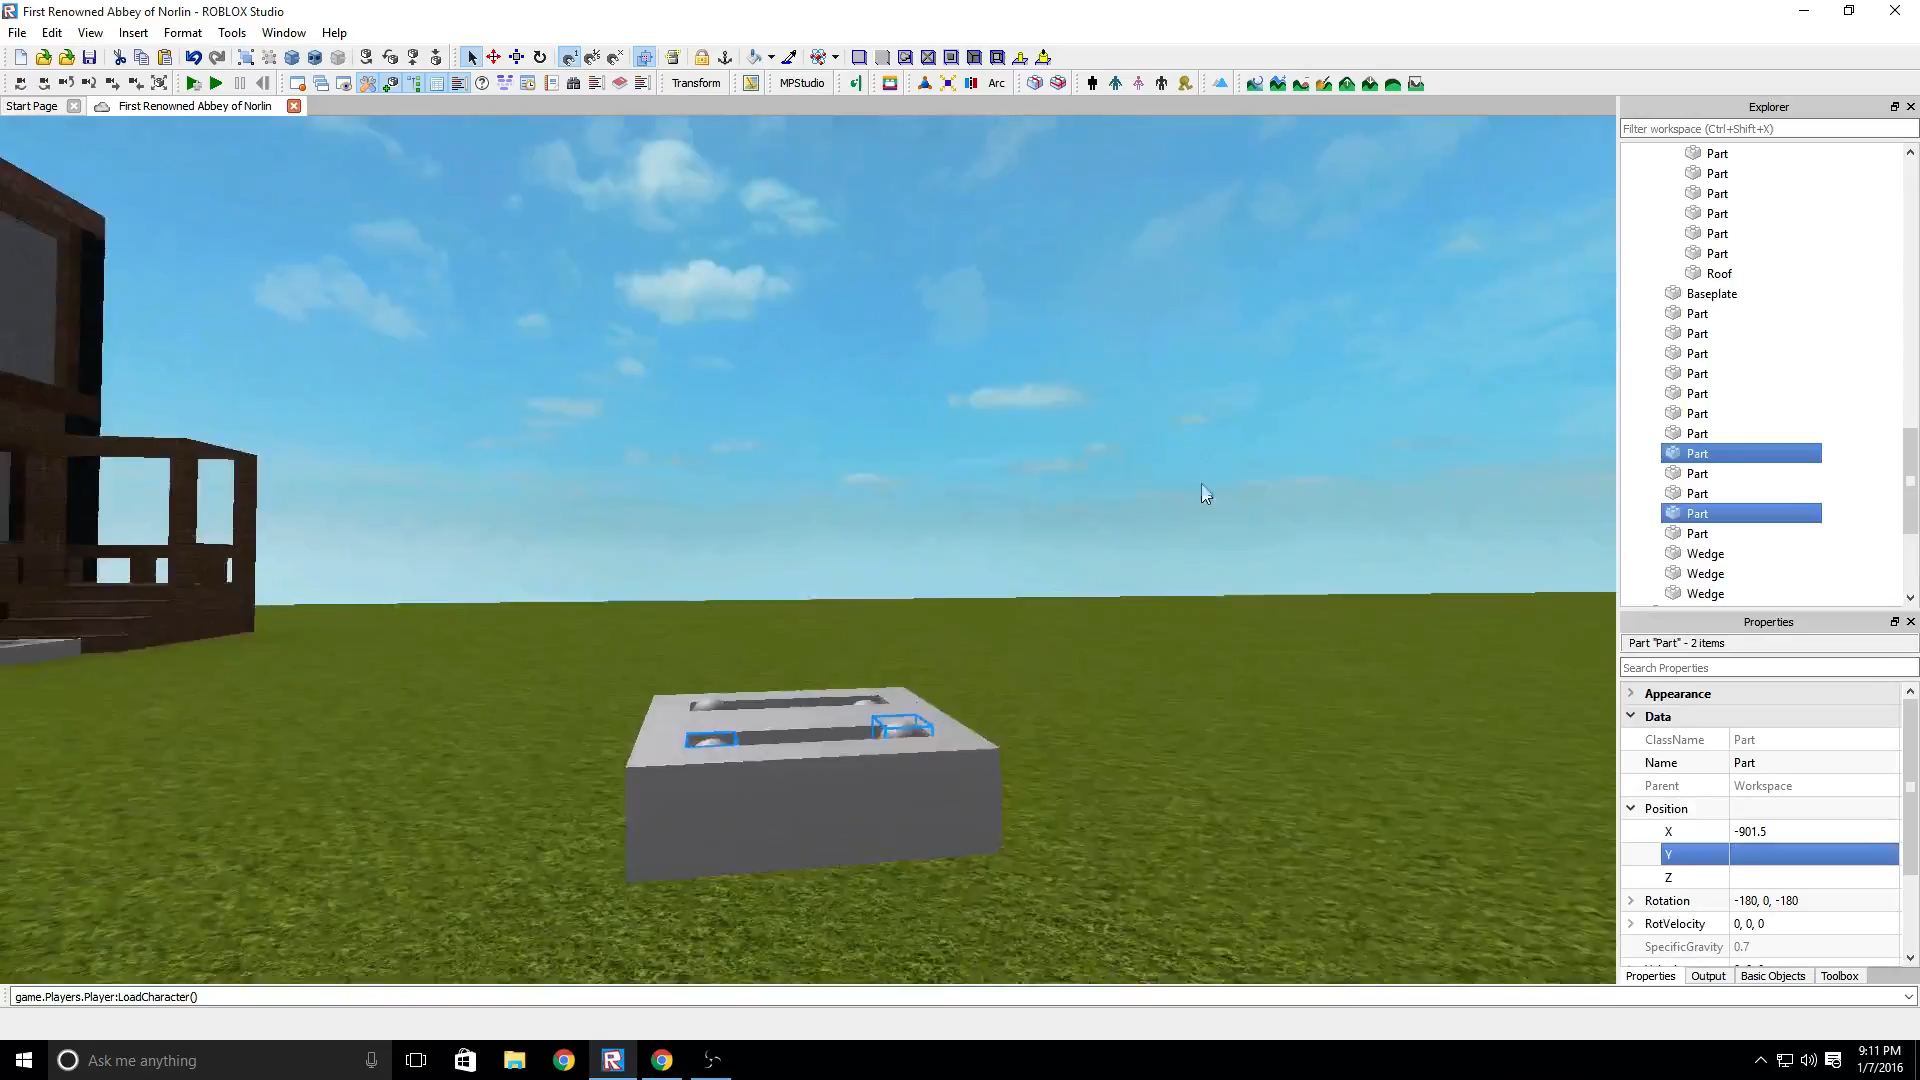 First Renowned Abbey of Norlin - ROBLOX Studio
File Edit View Insert Format Tools Window Help
Transform MPStudio Arc
Start Page First Renowned Abbey of Norlin
Explorer
Filter workspace (Ctrl+Shift+X)
Part
Part
Part
Part
Part
Part
Roof
Baseplate
Part
Part
Part
Part
Part
Part
Part
Part
Part
Part
Part
Part
Wedge
Wedge
Wedge
Properties
Part "Part" - 2 items
Search Properties
Appearance
Data
ClassName Part
Name Part
Parent Workspace
Position
X -901.5
Y
Z
Rotation -180, 0, -180
RotVelocity 0, 0, 0
SpecificGravity 0.7
Properties Output Basic Objects Toolbox
game.Players.Player:LoadCharacter()
Ask me anything
9:11 PM
1/7/2016